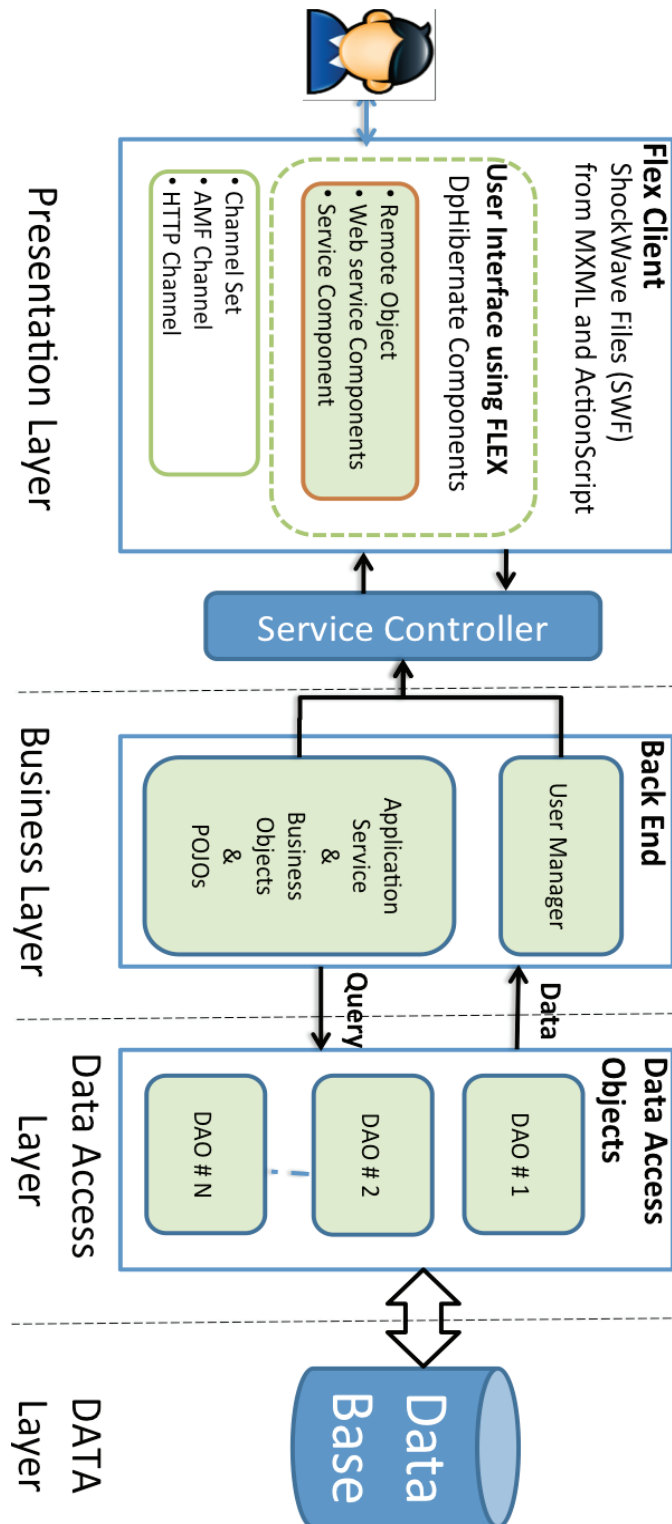 Flex Client
ShockWave Files (SWF)
from MXML and ActionScript
User Interface using FLEX
DpHibernate Components
• Remote Object
• Web service Components
• Service Component
• Channel Set
• AMF Channel
• HTTP Channel
Presentation Layer
Service Controller
Back End
User Manager
Application
Service
&
Business
Objects
&
POJOs
Business Layer
Data
Query
Data Access
Objects
DAO # 1
DAO # 2
DAO # N
Data Access
Layer
Data
Base
DATA
Layer